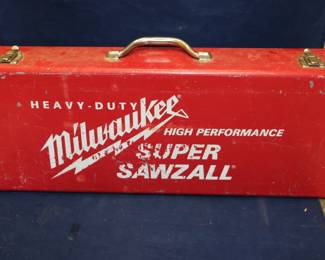 HEAVY-DUTY
Milwaukee®
HIGH PERFORMANCE
SUPER
SAWZALL®